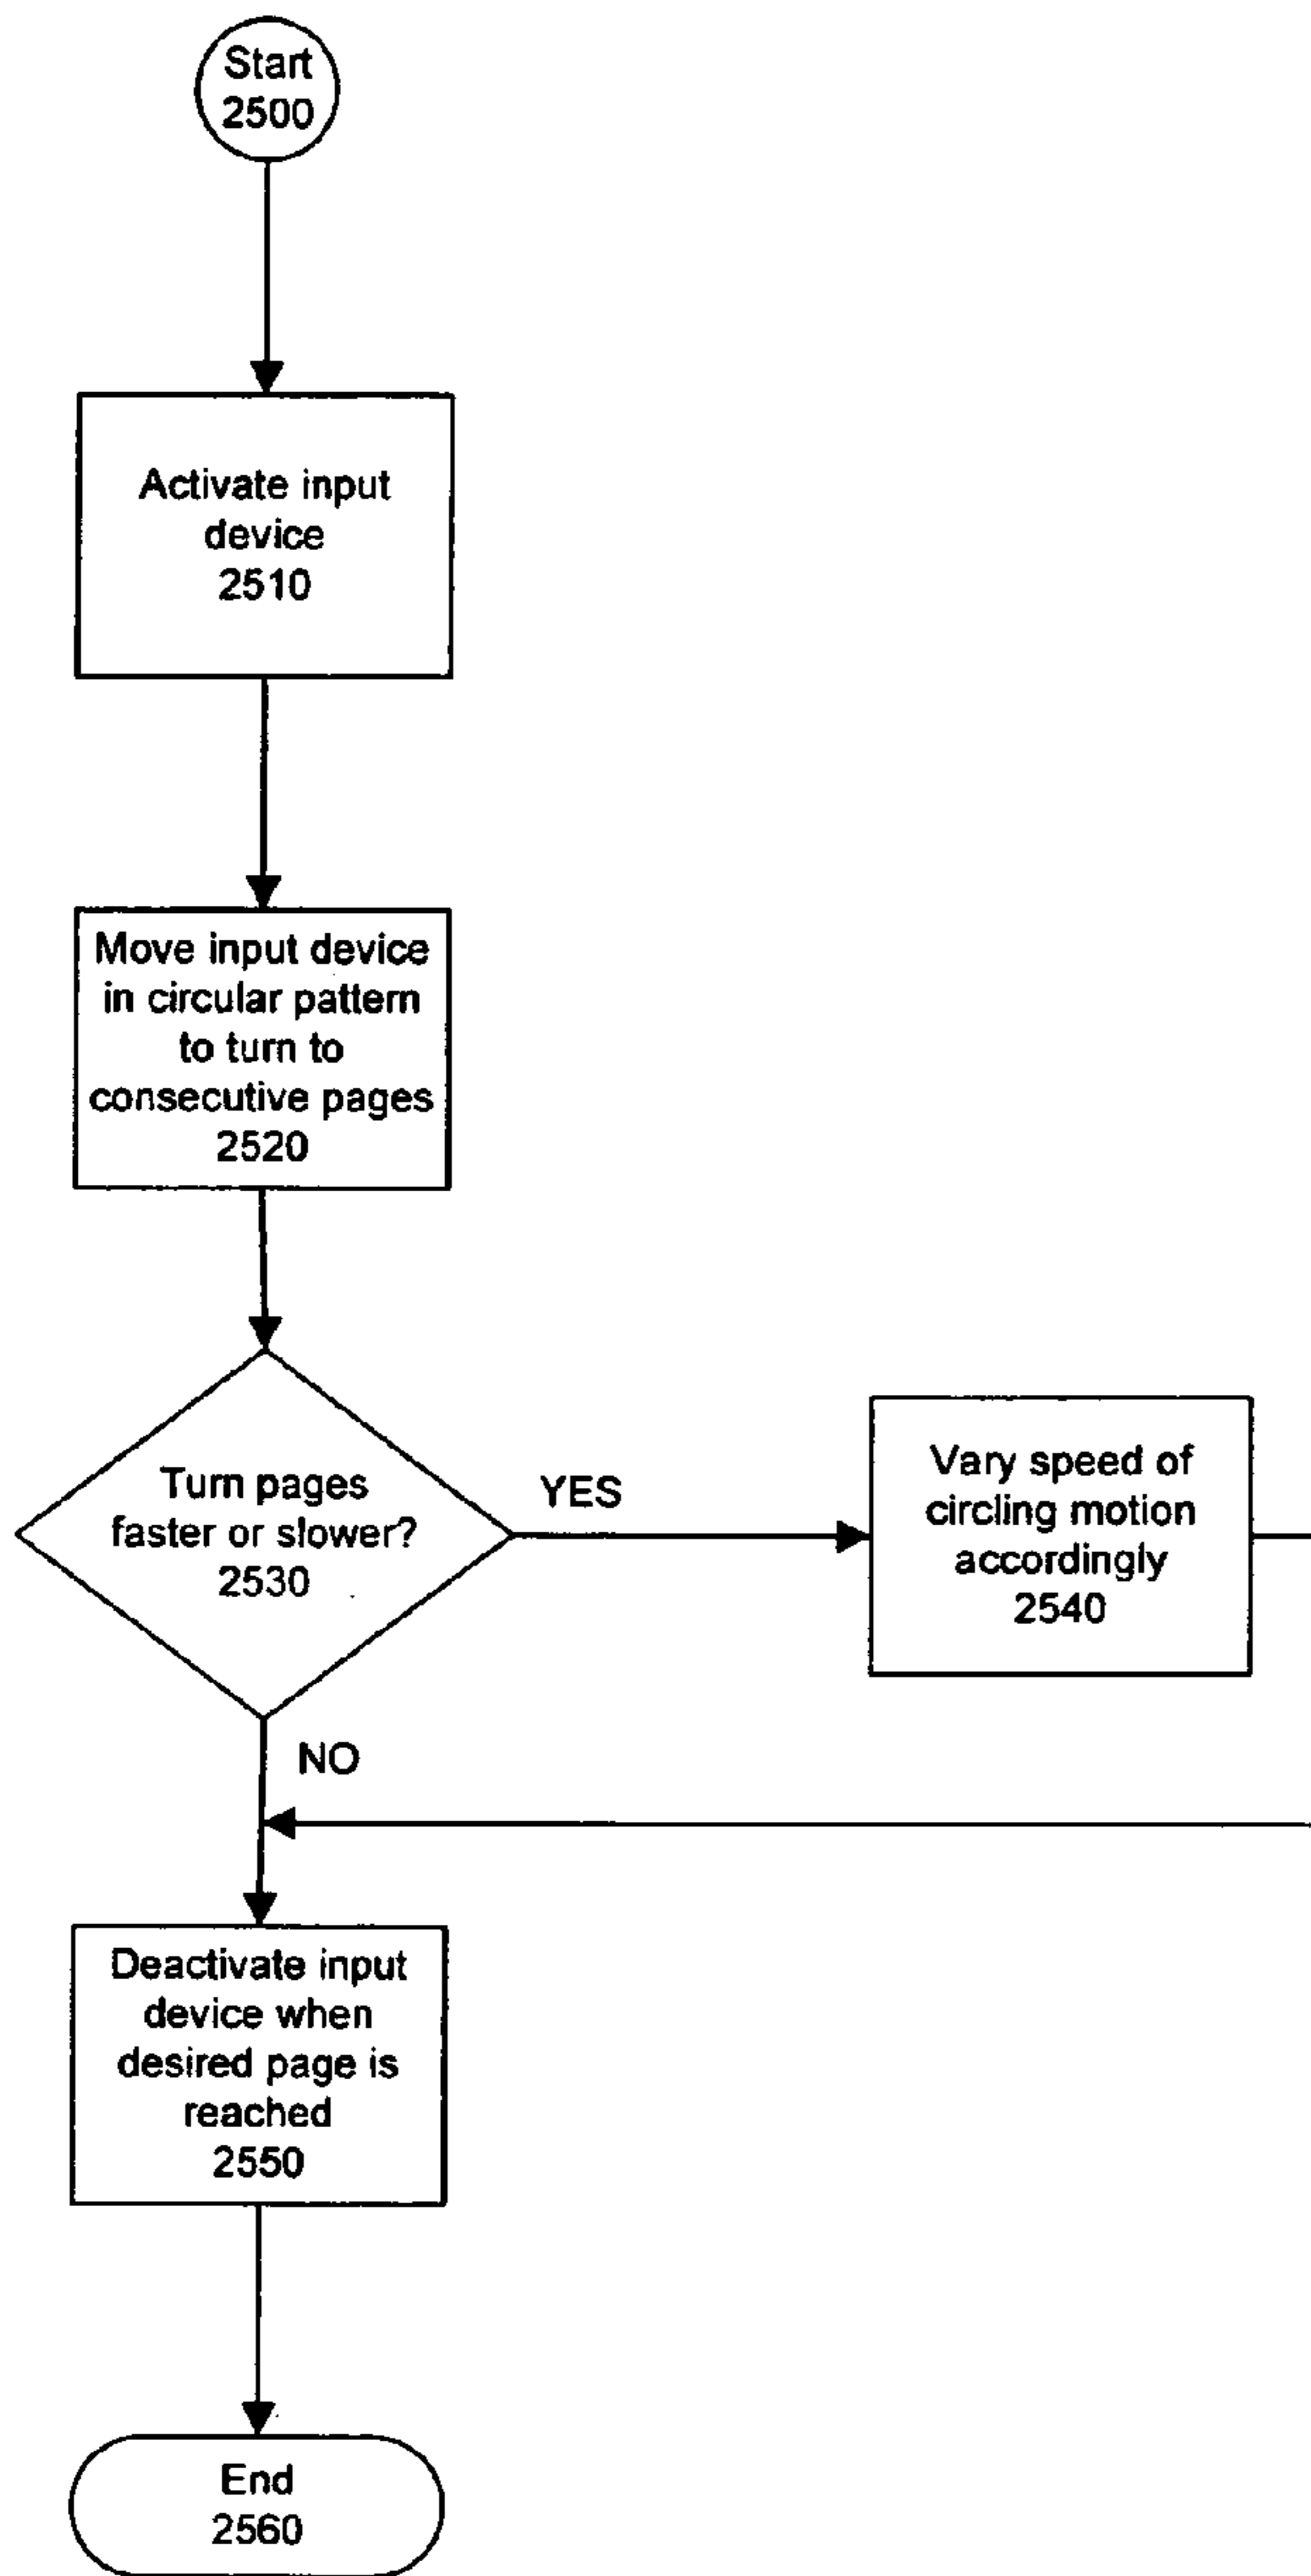 Start
2500
Activate input
device
2510
Move input device
in circular pattern
to turn to
consecutive pages
2520
Turn pages
faster or slower?
2530
YES
Vary speed of
circling motion
accordingly
2540
NO
Deactivate input
device when
desired page is
reached
2550
End
2560